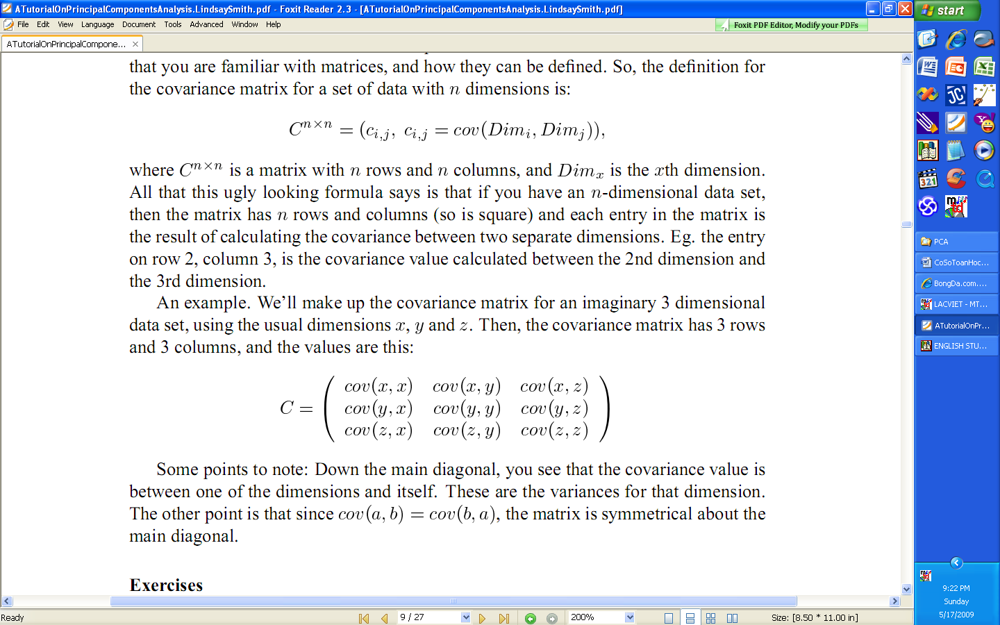 ATutorialOnPrincipalComponentsAnalysis.LindsaySmith.pdf - Foxit Reader 2.3 - [ATutorialOnPrincipalComponentsAnalysis.LindsaySmith.pdf]
File Edit View Language Document Tools Advanced Window Help
Foxit PDF Editor, Modify your PDFs
ATutorialOnPrincipalCompone...
that you are familiar with matrices, and how they can be defined. So, the definition for
the covariance matrix for a set of data with n dimensions is:
C^{n×n} = (c_{i,j}, c_{i,j} = cov(Dim_i, Dim_j)),
where C^{n×n} is a matrix with n rows and n columns, and Dim_x is the xth dimension.
All that this ugly looking formula says is that if you have an n-dimensional data set,
then the matrix has n rows and columns (so is square) and each entry in the matrix is
the result of calculating the covariance between two separate dimensions. Eg. the entry
on row 2, column 3, is the covariance value calculated between the 2nd dimension and
the 3rd dimension.
An example. We'll make up the covariance matrix for an imaginary 3 dimensional
data set, using the usual dimensions x, y and z. Then, the covariance matrix has 3 rows
and 3 columns, and the values are this:
cov(x, x) cov(x, y) cov(x, z)
C = cov(y, x) cov(y, y) cov(y, z)
cov(z, x) cov(z, y) cov(z, z)
Some points to note: Down the main diagonal, you see that the covariance value is
between one of the dimensions and itself. These are the variances for that dimension.
The other point is that since cov(a, b) = cov(b, a), the matrix is symmetrical about the
main diagonal.
Exercises
Ready
9 / 27
200%
Size: [8.50 * 11.00 in]
start
321
PCA
CoSoToanHoc...
BongDa.com....
LACVIET - MT...
ATutorialOnPr...
ENGLISH STU...
9:22 PM
Sunday
5/17/2009